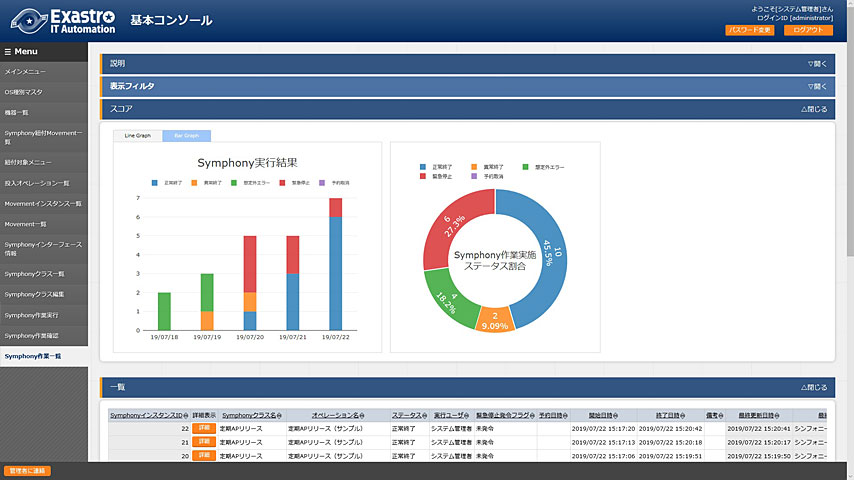 Exastro
IT Automation
基本コンソール
ようこそ[システム管理者]さん
ログインID [administrator]
パスワード変更
ログアウト
☰ Menu
メインメニュー
OS種別マスタ
機器一覧
Symphony紐付Movement一
覧
紐付対象メニュー
投入オペレーション一覧
Movementインスタンス一覧
Movement一覧
Symphonyインターフェース
情報
Symphonyクラス一覧
Symphonyクラス編集
Symphony作業実行
Symphony作業確認
Symphony作業一覧
管理者に連絡
説明
▽開く
表示フィルタ
▽開く
スコア
△閉じる
Line Graph
Bar Graph
Symphony実行結果
正常終了 異常終了 想定外エラー 緊急停止 予約取消
7
6
5
4
3
2
1
0
19/07/18 19/07/19 19/07/20 19/07/21 19/07/22
正常終了 異常終了 想定外エラー
緊急停止 予約取消
6
27.3%
10
45.5%
Symphony作業実施
ステータス割合
4
18.2%
2
9.09%
一覧
△閉じる
SymphonyインスタンスID 詳細表示 Symphonyクラス名 オペレーション名 ステータス 実行ユーザ 緊急停止発令フラグ 予約日時 開始日時 終了日時 備考 最終更新日時
22 詳細 定期APリリース 定期APリリース（サンプル） 正常終了 システム管理者 未発令 2019/07/22 15:17:20 2019/07/22 15:20:42 2019/07/22 15:20:41 シンフォニー
21 詳細 定期APリリース 定期APリリース（サンプル） 正常終了 システム管理者 未発令 2019/07/22 15:17:13 2019/07/22 15:20:18 2019/07/22 15:20:17 シンフォニー
20 詳細 定期APリリース 定期APリリース（サンプル） 正常終了 システム管理者 未発令 2019/07/22 15:17:06 2019/07/22 15:19:51 2019/07/22 15:19:50 シンフォニー